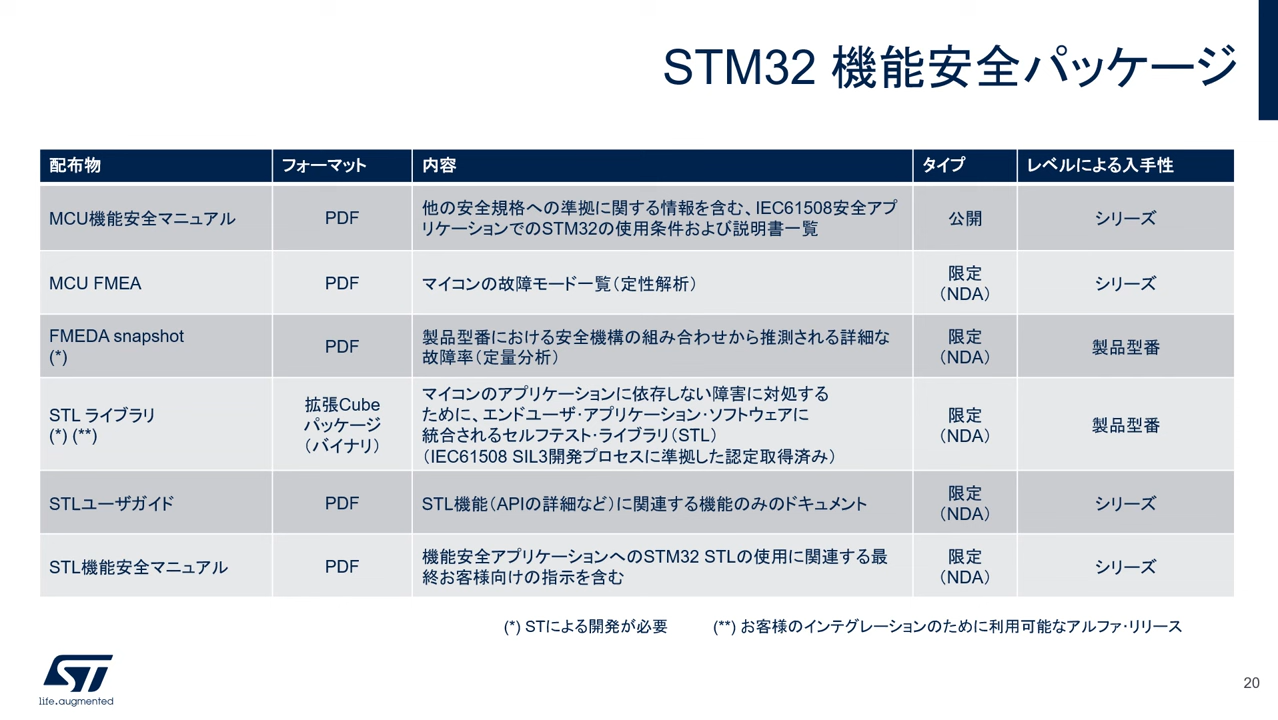 STM32 機能安全パッケージ
配布物 フォーマット 内容 タイプ レベルによる入手性
MCU機能安全マニュアル PDF 他の安全規格への準拠に関する情報を含む、IEC61508安全アプ
リケーションでのSTM32の使用条件および説明書一覧 公開 シリーズ
MCU FMEA PDF マイコンの故障モード一覧（定性解析） 限定
（NDA） シリーズ
FMEDA snapshot
(*) PDF 製品型番における安全機構の組み合わせから推測される詳細な
故障率（定量分析） 限定
（NDA） 製品型番
STL ライブラリ
(*) (**) 拡張Cube
パッケージ
（バイナリ） マイコンのアプリケーションに依存しない障害に対処する
ために、エンドユーザ・アプリケーション・ソフトウェアに
統合されるセルフテスト・ライブラリ（STL）
（IEC61508 SIL3開発プロセスに準拠した認定取得済み） 限定
（NDA） 製品型番
STLユーザガイド PDF STL機能（APIの詳細など）に関連する機能のみのドキュメント 限定
（NDA） シリーズ
STL機能安全マニュアル PDF 機能安全アプリケーションへのSTM32 STLの使用に関連する最
終お客様向けの指示を含む 限定
（NDA） シリーズ
(*) STによる開発が必要 (**) お客様のインテグレーションのために利用可能なアルファ・リリース
ST
life.augmented
20